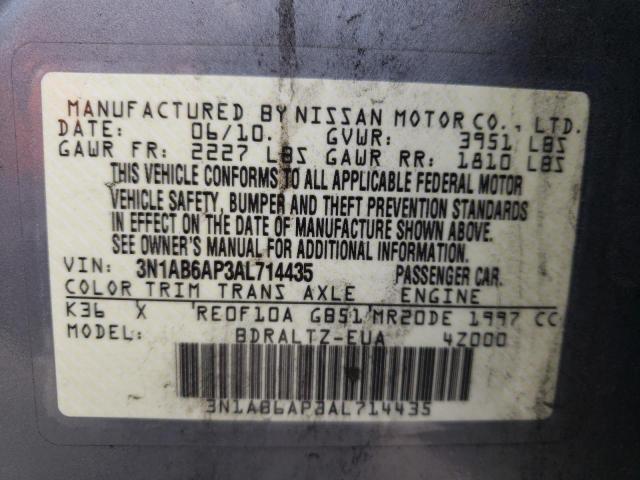 MANUFACTURED BY NISSAN MOTOR CO., LTD.
DATE: 06/10. GVWR: 3951 LBS
GAWR FR: 2227 LBS GAWR RR: 1810 LBS
THIS VEHICLE CONFORMS TO ALL APPLICABLE FEDERAL MOTOR
VEHICLE SAFETY, BUMPER AND THEFT PREVENTION STANDARDS
IN EFFECT ON THE DATE OF MANUFACTURE SHOWN ABOVE.
SEE OWNER'S MANUAL FOR ADDITIONAL INFORMATION.
VIN: 3N1AB6AP3AL714435 PASSENGER CAR.
COLOR TRIM TRANS AXLE ENGINE
K36 X RE0F10A GB51 MR20DE 1997 CC
MODEL: BDRALTZ-EUA 4Z000
3N1AB6AP3AL714435